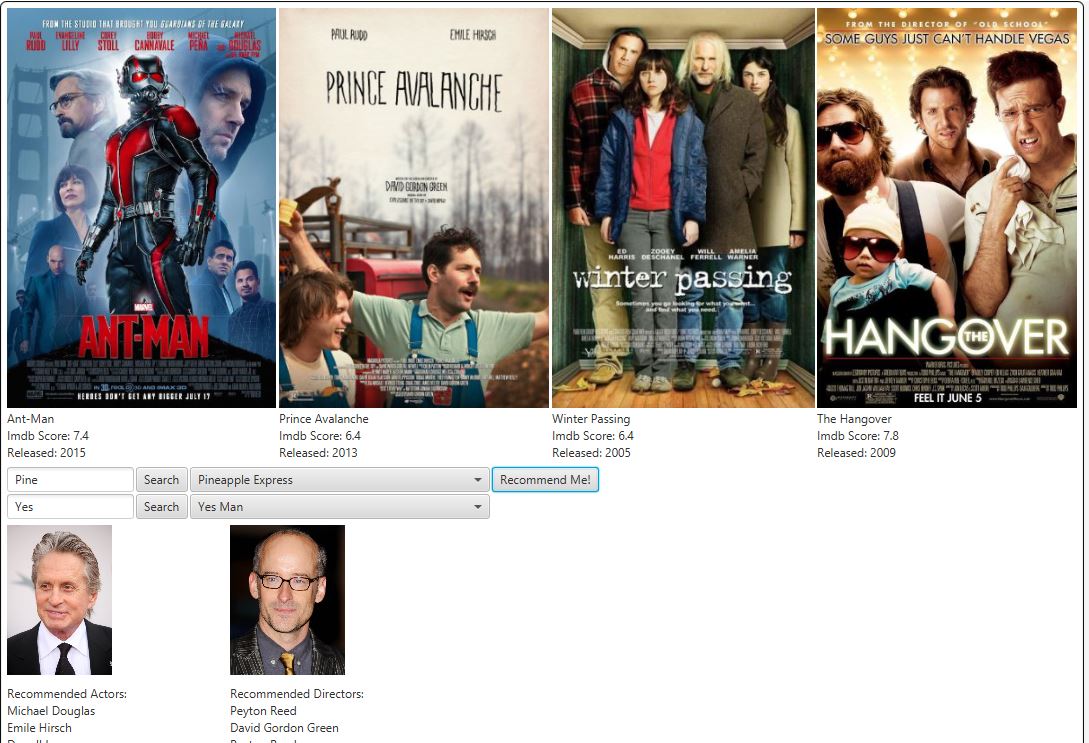 FROM THE STUDIO THAT BROUGHT YOU GUARDIANS OF THE GALAXY
PAUL RUDD EVANGELINE LILLY COREY STOLL BOBBY CANNAVALE MICHAEL PEÑA MICHAEL DOUGLAS
MARVEL
ANT-MAN
HEROES DON'T GET ANY BIGGER JULY 17
PAUL RUDD EMILE HIRSCH
PRINCE AVALANCHE
DAVID GORDON GREEN
ED HARRIS ZOOEY DESCHANEL WILL FERRELL AMELIA WARNER
winter passing
Sometimes you go looking for what you want...
and find what you need.
FROM THE DIRECTOR OF "OLD SCHOOL"
SOME GUYS JUST CAN'T HANDLE VEGAS
THE HANGOVER
FEEL IT JUNE 5
Ant-Man
Imdb Score: 7.4
Released: 2015
Prince Avalanche
Imdb Score: 6.4
Released: 2013
Winter Passing
Imdb Score: 6.4
Released: 2005
The Hangover
Imdb Score: 7.8
Released: 2009
Pine Search Pineapple Express Recommend Me!
Yes Search Yes Man
Recommended Actors:
Michael Douglas
Emile Hirsch
Recommended Directors:
Peyton Reed
David Gordon Green